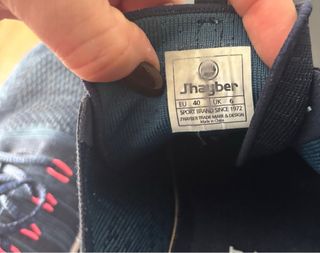 J'hayber
EU 40 UK 6
SPORT BRAND SINCE 1972
J'HAYBER TRADE MARK & DESIGN
Made in China